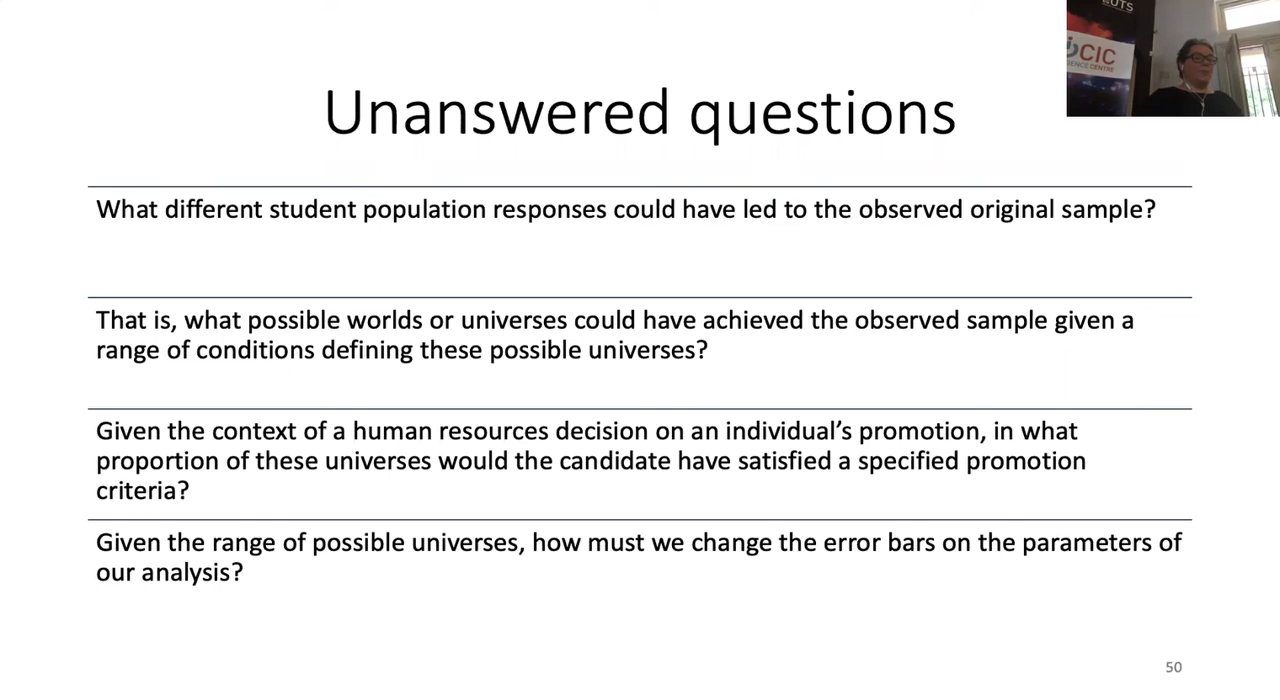 UTS
CIC
Unanswered questions
What different student population responses could have led to the observed original sample?
That is, what possible worlds or universes could have achieved the observed sample given a
range of conditions defining these possible universes?
Given the context of a human resources decision on an individual’s promotion, in what
proportion of these universes would the candidate have satisfied a specified promotion
criteria?
Given the range of possible universes, how must we change the error bars on the parameters of
our analysis?
50